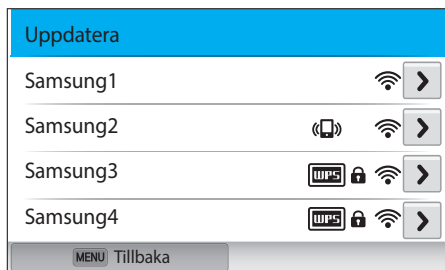 Uppdatera
Samsung1
Samsung2
Samsung3 WPS
Samsung4 WPS
MENU Tillbaka